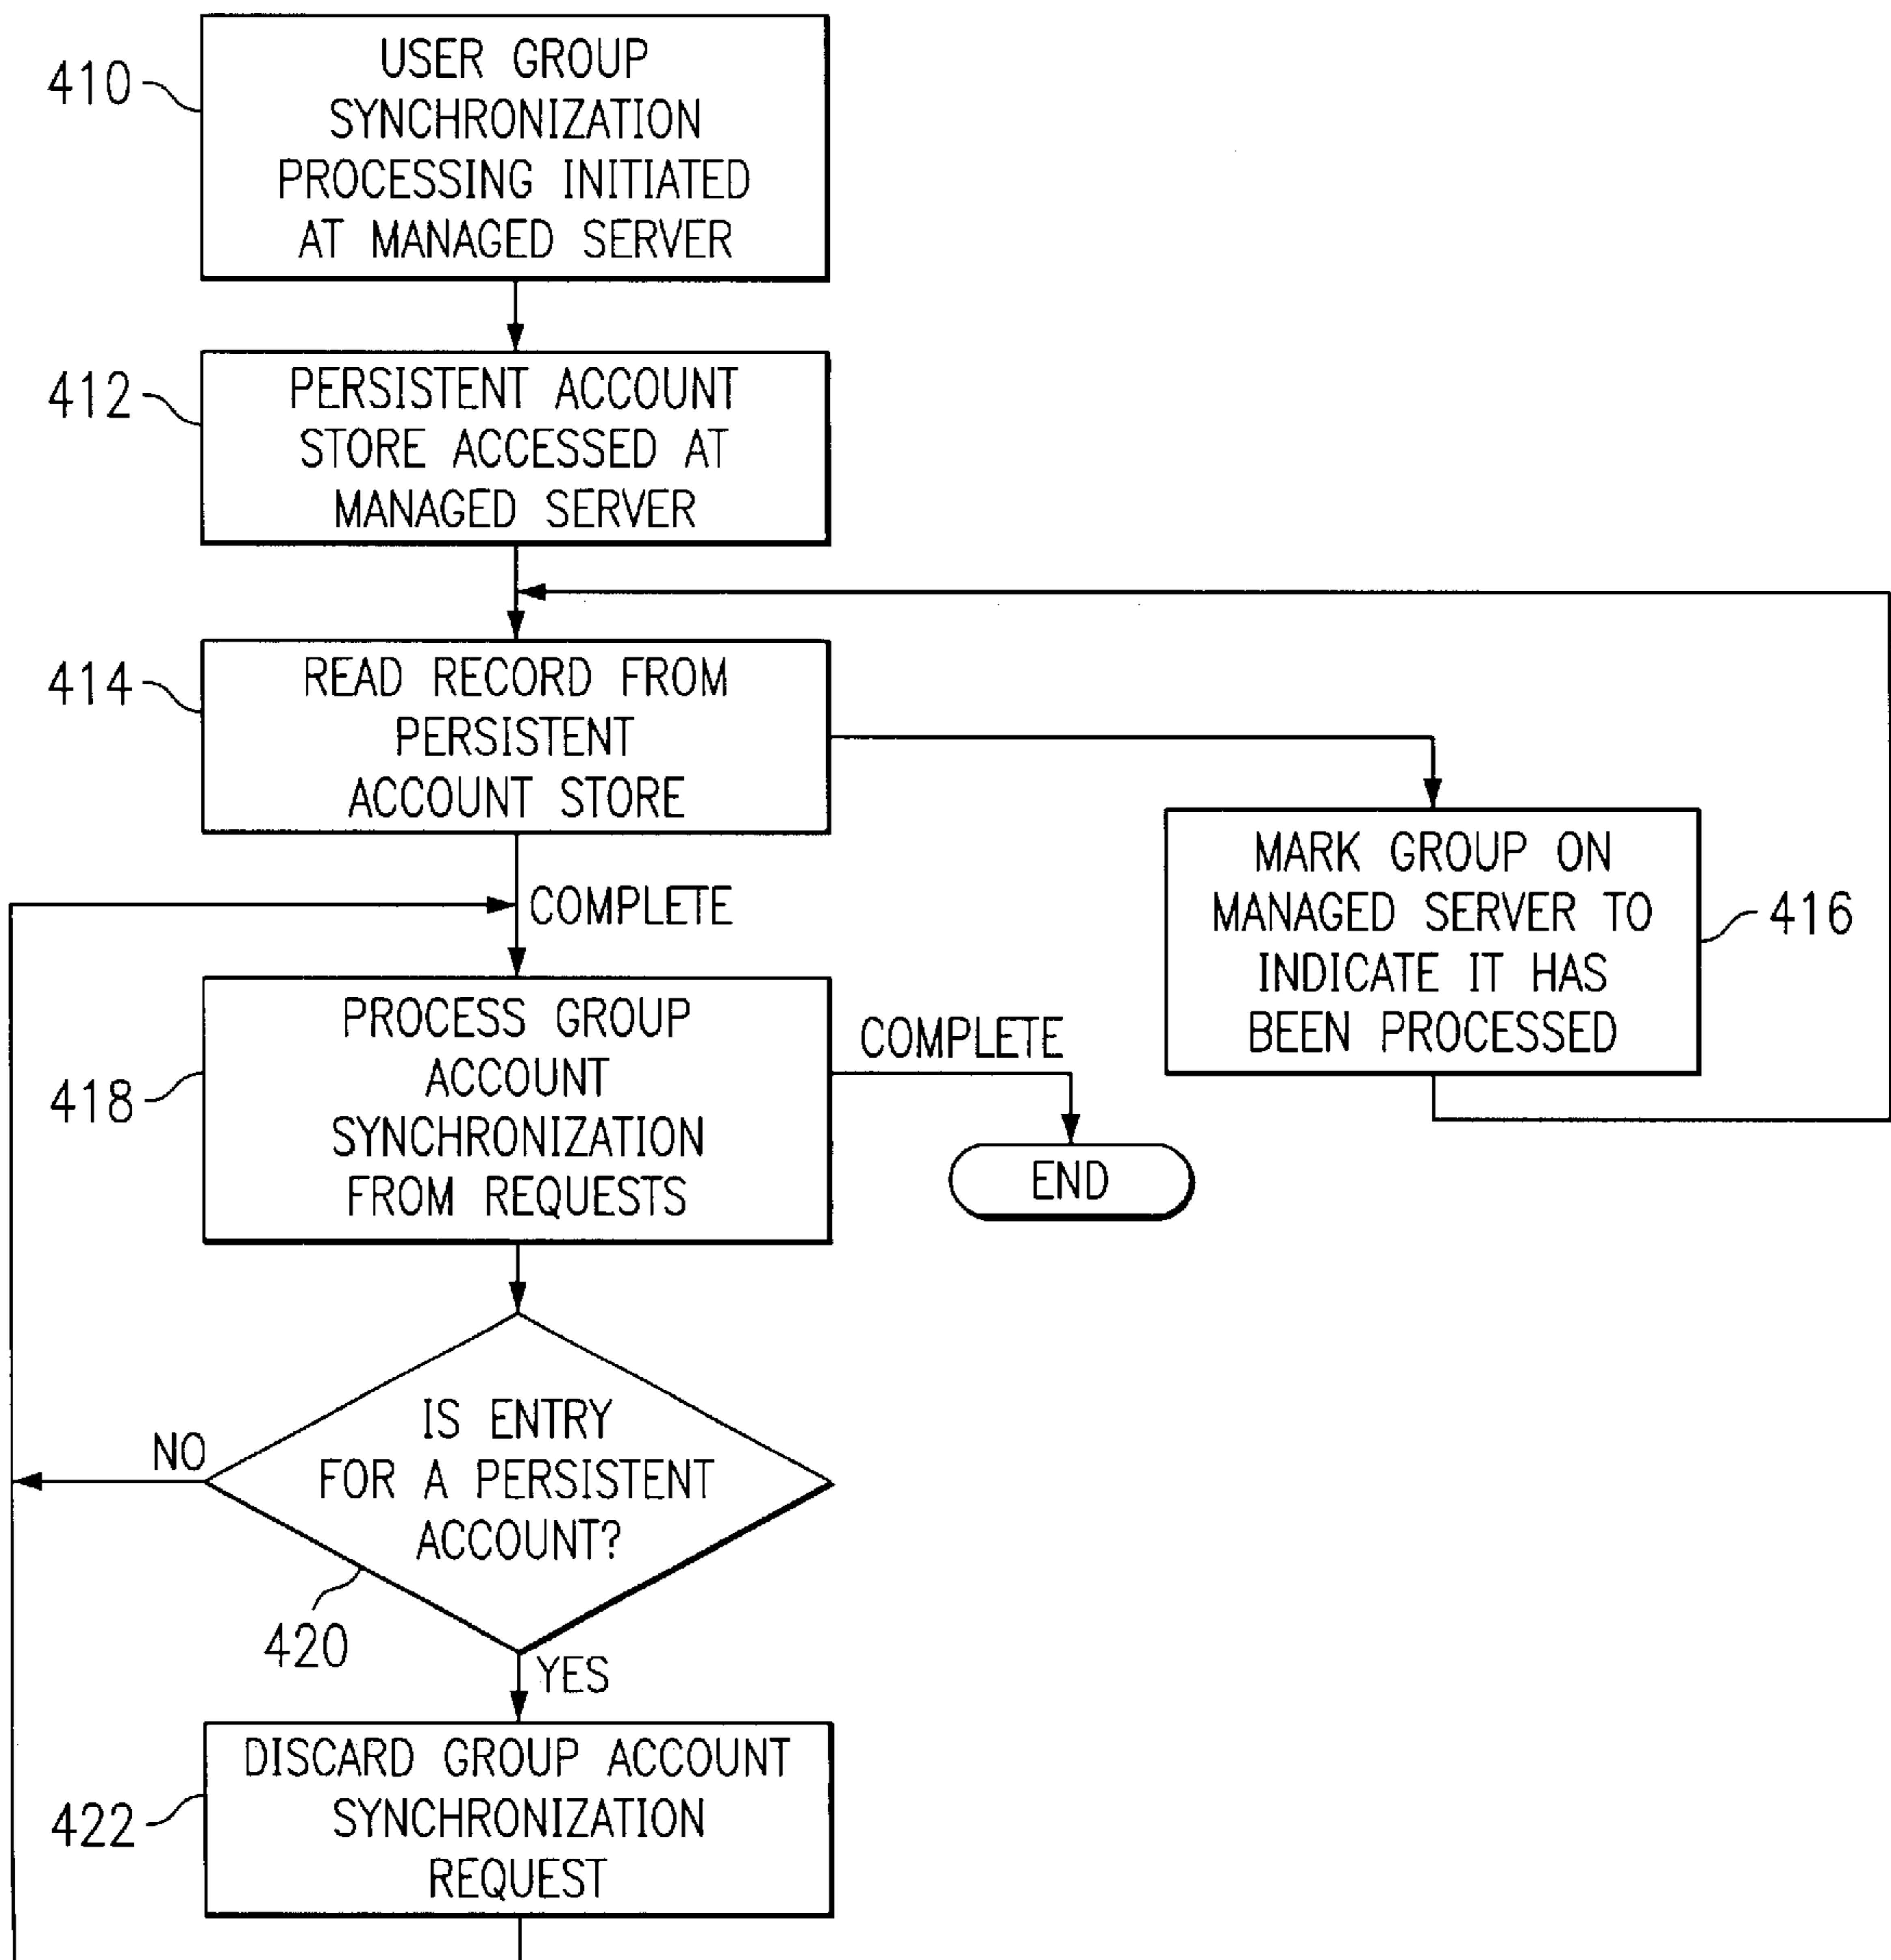 410
USER GROUP
SYNCHRONIZATION
PROCESSING INITIATED
AT MANAGED SERVER
412
PERSISTENT ACCOUNT
STORE ACCESSED AT
MANAGED SERVER
414
READ RECORD FROM
PERSISTENT
ACCOUNT STORE
MARK GROUP ON
MANAGED SERVER TO
INDICATE IT HAS
BEEN PROCESSED
416
COMPLETE
418
PROCESS GROUP
ACCOUNT
SYNCHRONIZATION
FROM REQUESTS
COMPLETE
END
IS ENTRY
FOR A PERSISTENT
ACCOUNT?
NO
420
YES
422
DISCARD GROUP ACCOUNT
SYNCHRONIZATION
REQUEST